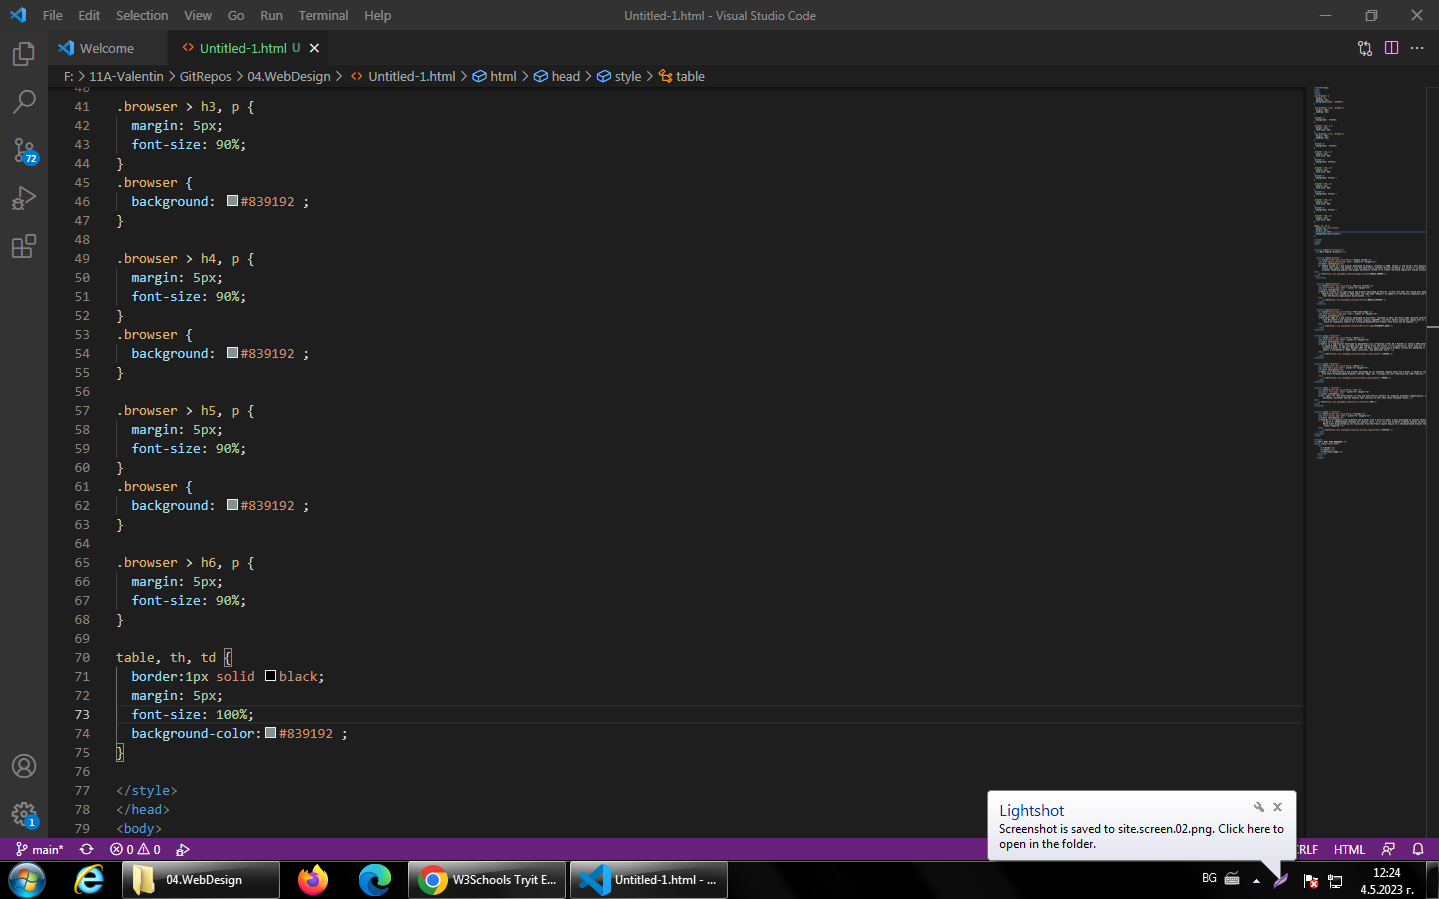 File Edit Selection View Go Run Terminal Help
Untitled-1.html - Visual Studio Code
Welcome
Untitled-1.html U
F: > 11A-Valentin > GitRepos > 04.WebDesign > Untitled-1.html > html > head > style > table
40
41 .browser > h3, p {
42 margin: 5px;
43 font-size: 90%;
44 }
45 .browser {
46 background: #839192 ;
47 }
48
49 .browser > h4, p {
50 margin: 5px;
51 font-size: 90%;
52 }
53 .browser {
54 background: #839192 ;
55 }
56
57 .browser > h5, p {
58 margin: 5px;
59 font-size: 90%;
60 }
61 .browser {
62 background: #839192 ;
63 }
64
65 .browser > h6, p {
66 margin: 5px;
67 font-size: 90%;
68 }
69
70 table, th, td {
71 border:1px solid black;
72 margin: 5px;
73 font-size: 100%;
74 background-color: #839192 ;
75 }
76
77 </style>
78 </head>
79 <body>
72
1
Lightshot
Screenshot is saved to site.screen.02.png. Click here to
open in the folder.
main* 0 0
CRLF HTML
04.WebDesign
W3Schools Tryit E...
Untitled-1.html - ...
BG
12:24
4.5.2023 г.